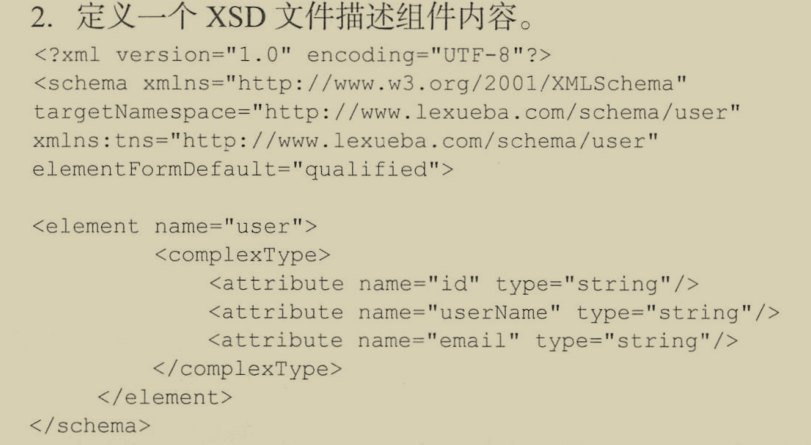 2. 定义一个 XSD 文件描述组件内容。
<?xml version="1.0" encoding="UTF-8"?>
<schema xmlns="http://www.w3.org/2001/XMLSchema"
targetNamespace="http://www.lexueba.com/schema/user"
xmlns:tns="http://www.lexueba.com/schema/user"
elementFormDefault="qualified">
<element name="user">
<complexType>
<attribute name="id" type="string"/>
<attribute name="userName" type="string"/>
<attribute name="email" type="string"/>
</complexType>
</element>
</schema>